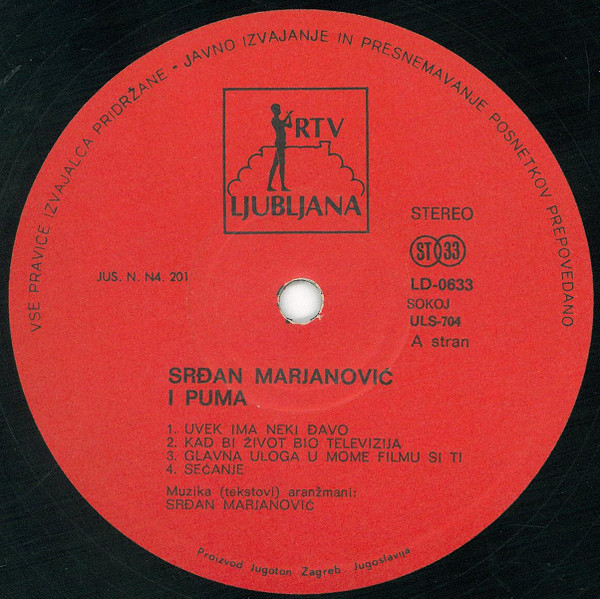 VSE PRAVICE IZVAJALCA PRIDRŽANE - JAVNO IZVAJANJE IN PRESNEMAVANJE POSNETKOV PREPOVEDANO
RTV
LJUBLJANA
STEREO
ST 33
JUS. N. N4. 201
LD-0633
SOKOJ
ULS-704
A stran
SRĐAN MARJANOVIĆ
I PUMA
1. UVEK IMA NEKI ĐAVO
2. KAD BI ŽIVOT BIO TELEVIZIJA
3. GLAVNA ULOGA U MOME FILMU SI TI
4. SEĆANJE
Muzika (tekstovi) aranžmani:
SRĐAN MARJANOVIĆ
Proizvod Jugoton Zagreb, Jugoslavija